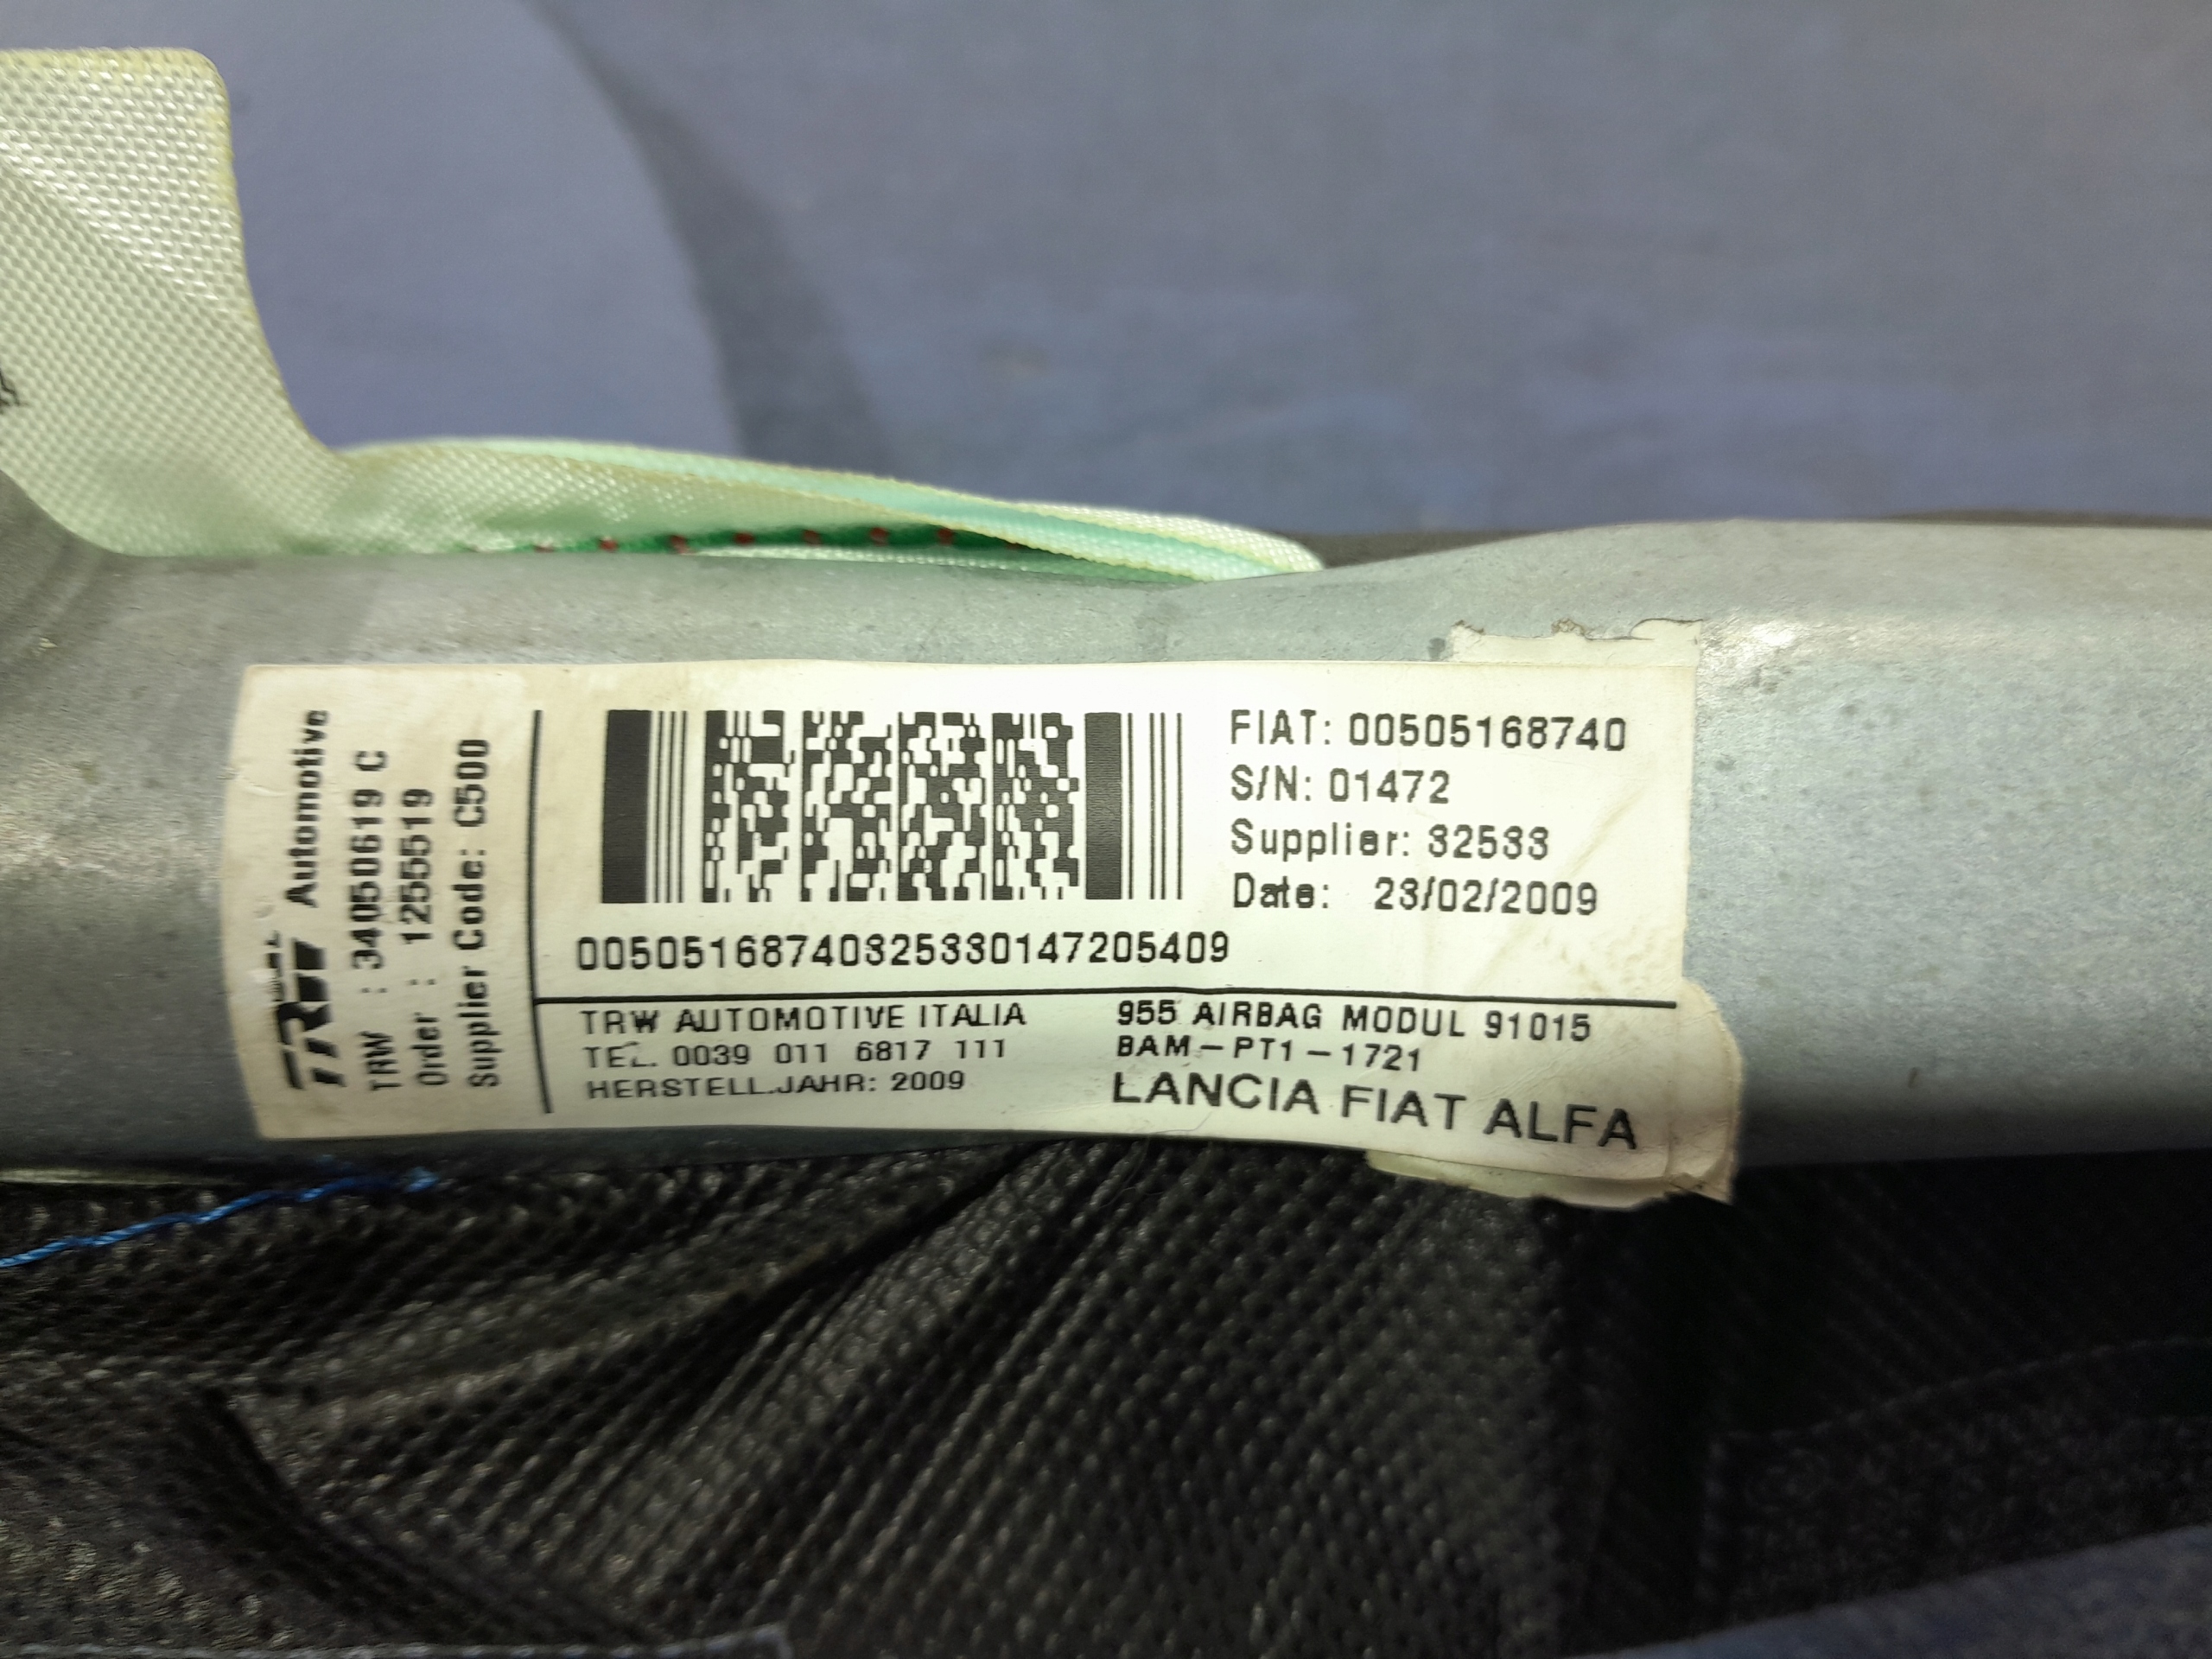 TRW Automotive
TRW : 34050619 C
Order : 1255519
Supplier Code: C500
FIAT: 00505168740
S/N: 01472
Supplier: 32533
Date: 23/02/2009
00505168740325330147205409
TRW AUTOMOTIVE ITALIA
TEL. 0039 011 6817 111
HERSTELL.JAHR: 2009
955 AIRBAG MODUL 91015
BAM-PT1-1721
LANCIA FIAT ALFA